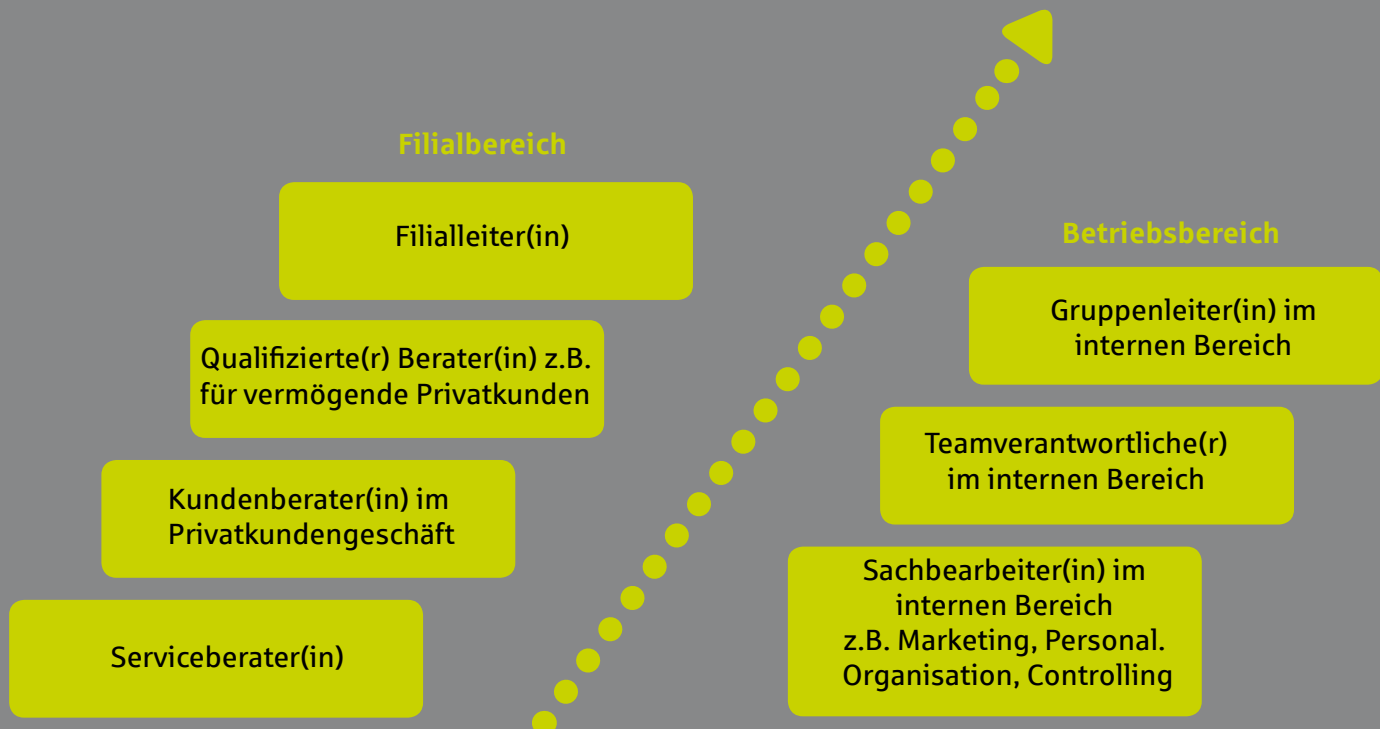 Filialbereich
Filialleiter(in)
Qualifizierte(r) Berater(in) z.B.
für vermögende Privatkunden
Kundenberater(in) im
Privatkundengeschäft
Serviceberater(in)
Betriebsbereich
Gruppenleiter(in) im
internen Bereich
Teamverantwortliche(r)
im internen Bereich
Sachbearbeiter(in) im
internen Bereich
z.B. Marketing, Personal.
Organisation, Controlling